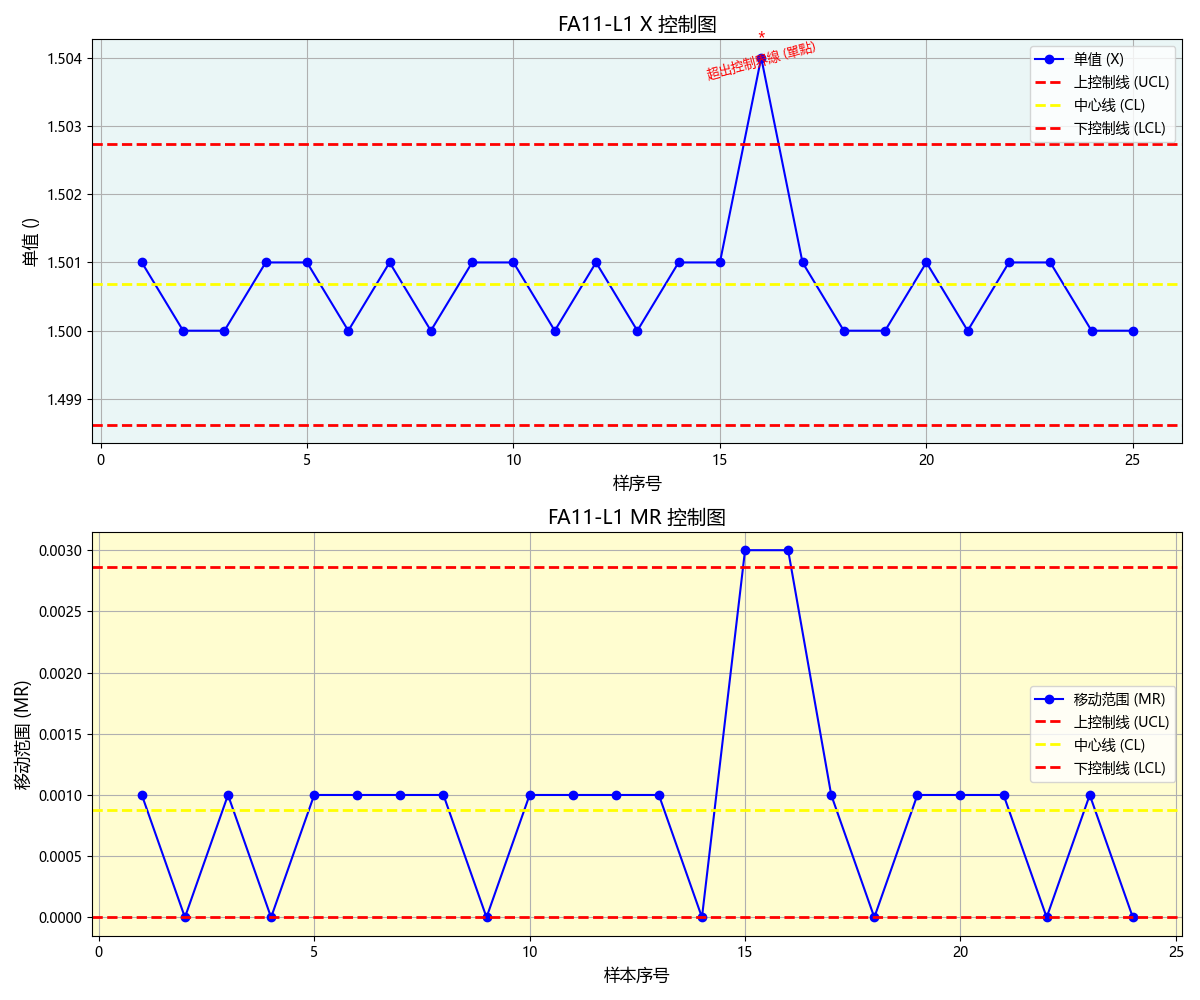 FA11-L1 X 控制图
*
超出控制界線 (單點)
单值 (X)
上控制线 (UCL)
中心线 (CL)
下控制线 (LCL)
单值 ()
1.504
1.503
1.502
1.501
1.500
1.499
0 5 10 15 20 25
样序号
FA11-L1 MR 控制图
移动范围 (MR)
0.0030
0.0025
0.0020
0.0015
0.0010
0.0005
0.0000
移动范围 (MR)
上控制线 (UCL)
中心线 (CL)
下控制线 (LCL)
0 5 10 15 20 25
样本序号